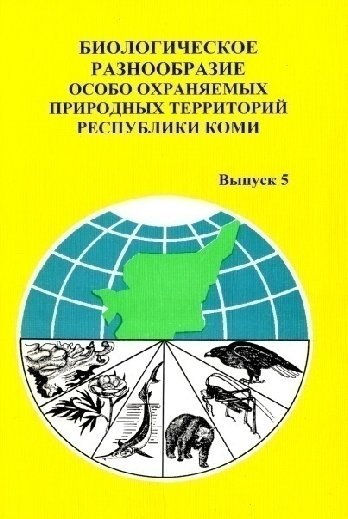 БИОЛОГИЧЕСКОЕ
РАЗНООБРАЗИЕ
ОСОБО ОХРАНЯЕМЫХ
ПРИРОДНЫХ ТЕРРИТОРИЙ
РЕСПУБЛИКИ КОМИ
Выпуск 5